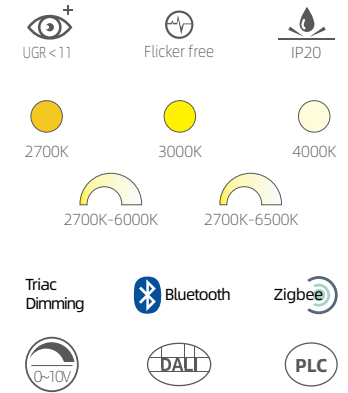 UGR<11
Flicker free
IP20
2700K
3000K
4000K
2700K-6000K
2700K-6500K
Triac
Dimming
Bluetooth
Zigbee
0~10V
DALI
PLC